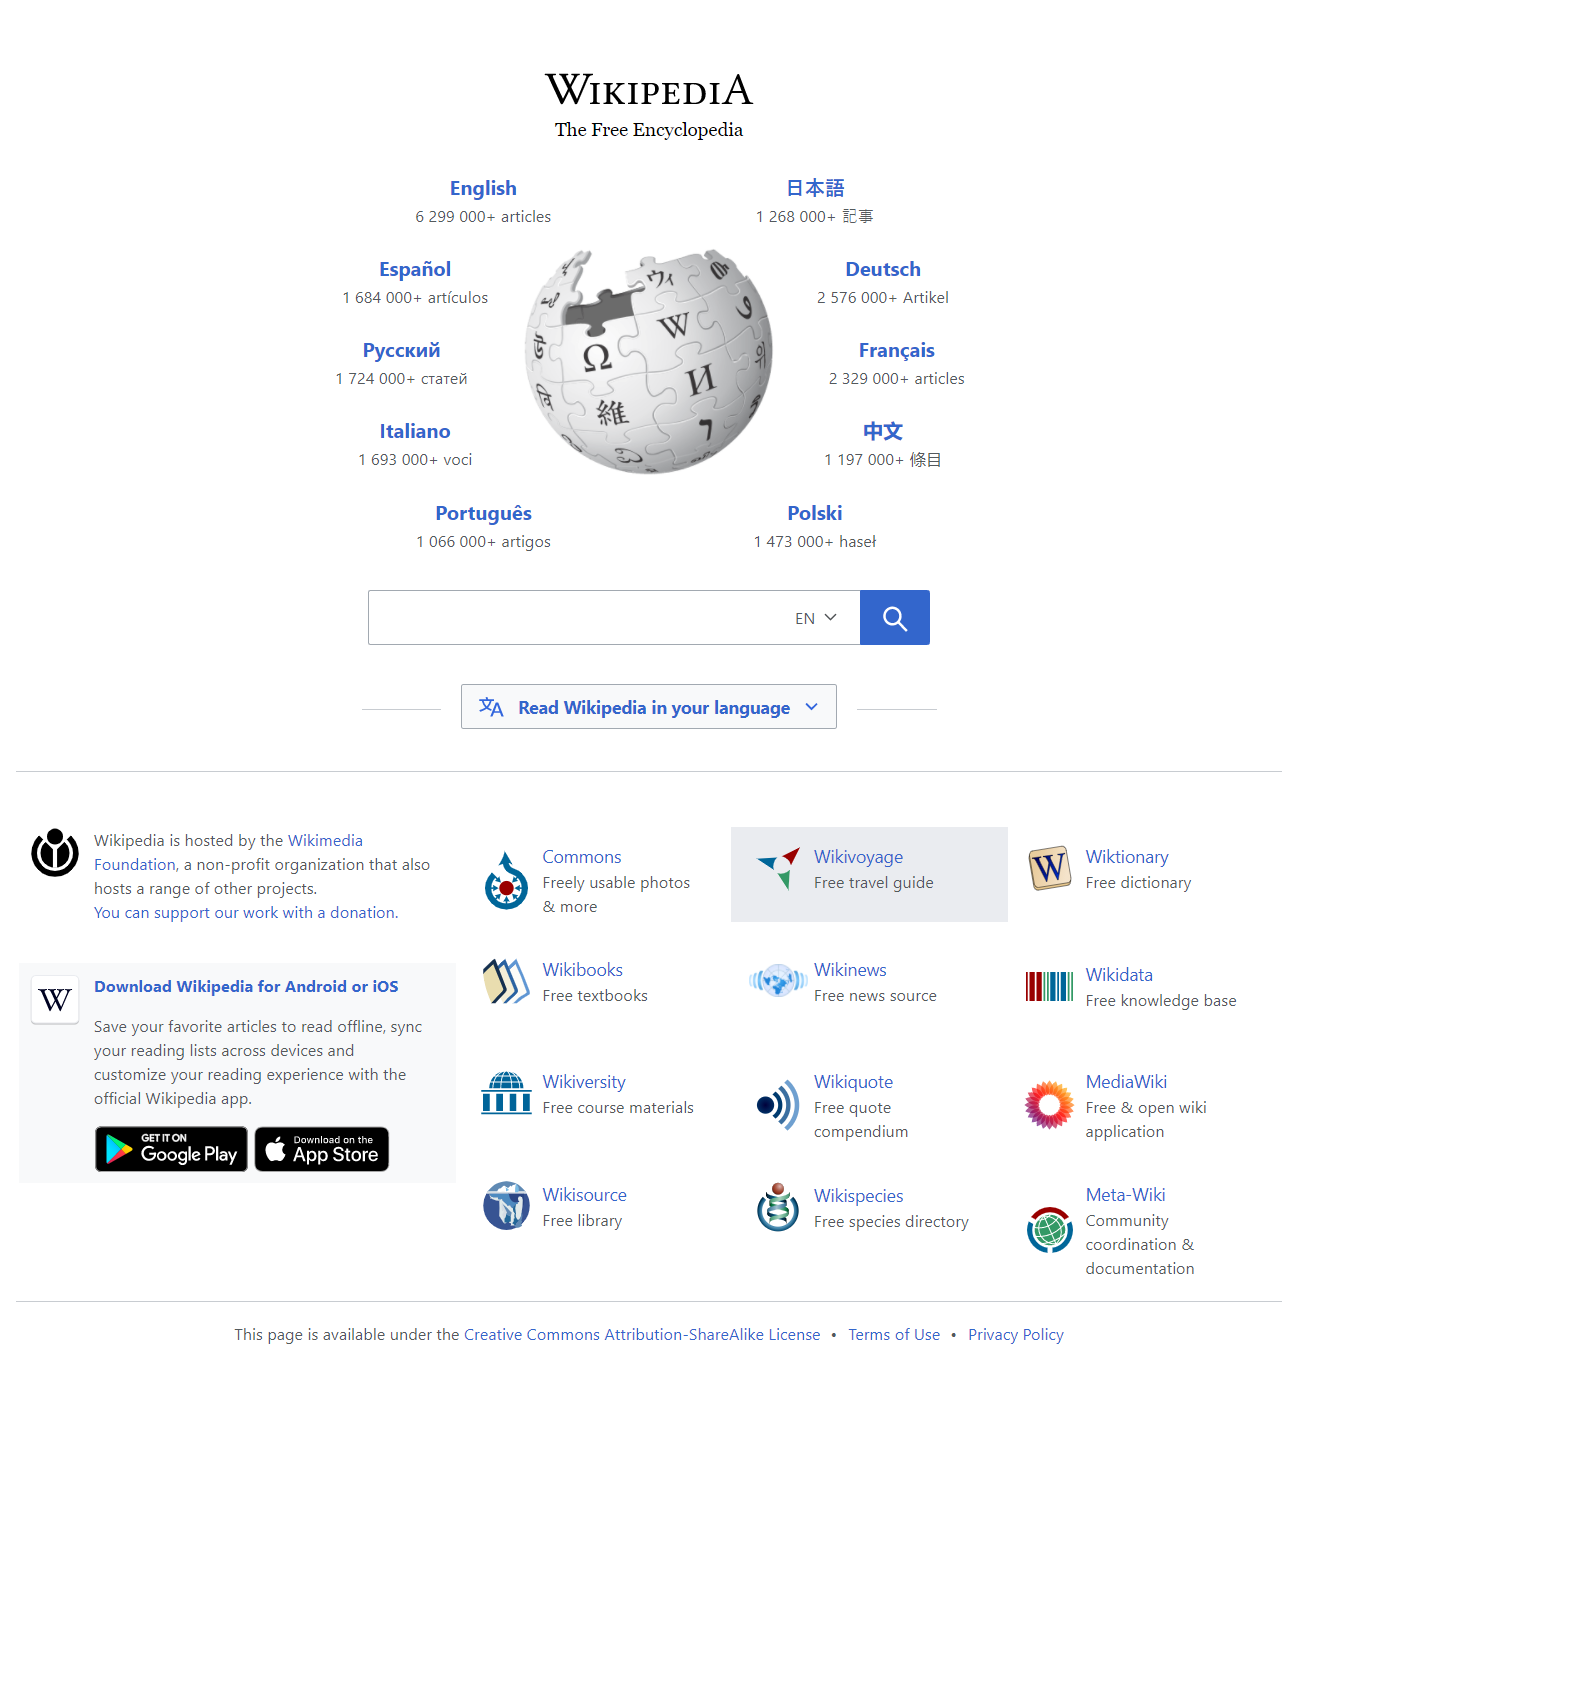 WIKIPEDIA
The Free Encyclopedia
English
6 299 000+ articles
日本語
1 268 000+ 記事
Español
1 684 000+ artículos
Deutsch
2 576 000+ Artikel
Русский
1 724 000+ статей
Français
2 329 000+ articles
Italiano
1 693 000+ voci
中文
1 197 000+ 條目
Português
1 066 000+ artigos
Polski
1 473 000+ haseł
Ω
W
И
維
ウィ
EN
Read Wikipedia in your language
Wikipedia is hosted by the Wikimedia
Foundation, a non-profit organization that also
hosts a range of other projects.
You can support our work with a donation.
W
Download Wikipedia for Android or iOS
Save your favorite articles to read offline, sync
your reading lists across devices and
customize your reading experience with the
official Wikipedia app.
GET IT ON
Google Play
Download on the
App Store
Commons
Freely usable photos
& more
Wikivoyage
Free travel guide
W
Wiktionary
Free dictionary
Wikibooks
Free textbooks
Wikinews
Free news source
Wikidata
Free knowledge base
Wikiversity
Free course materials
Wikiquote
Free quote
compendium
MediaWiki
Free & open wiki
application
Wikisource
Free library
Wikispecies
Free species directory
Meta-Wiki
Community
coordination &
documentation
This page is available under the Creative Commons Attribution-ShareAlike License • Terms of Use • Privacy Policy